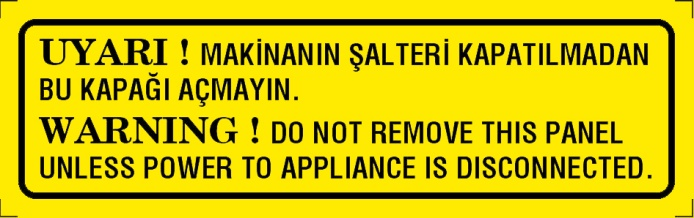 UYARI ! MAKİNANIN ŞALTERİ KAPATILMADAN
BU KAPAĞI AÇMAYIN.
WARNING ! DO NOT REMOVE THIS PANEL
UNLESS POWER TO APPLIANCE IS DISCONNECTED.